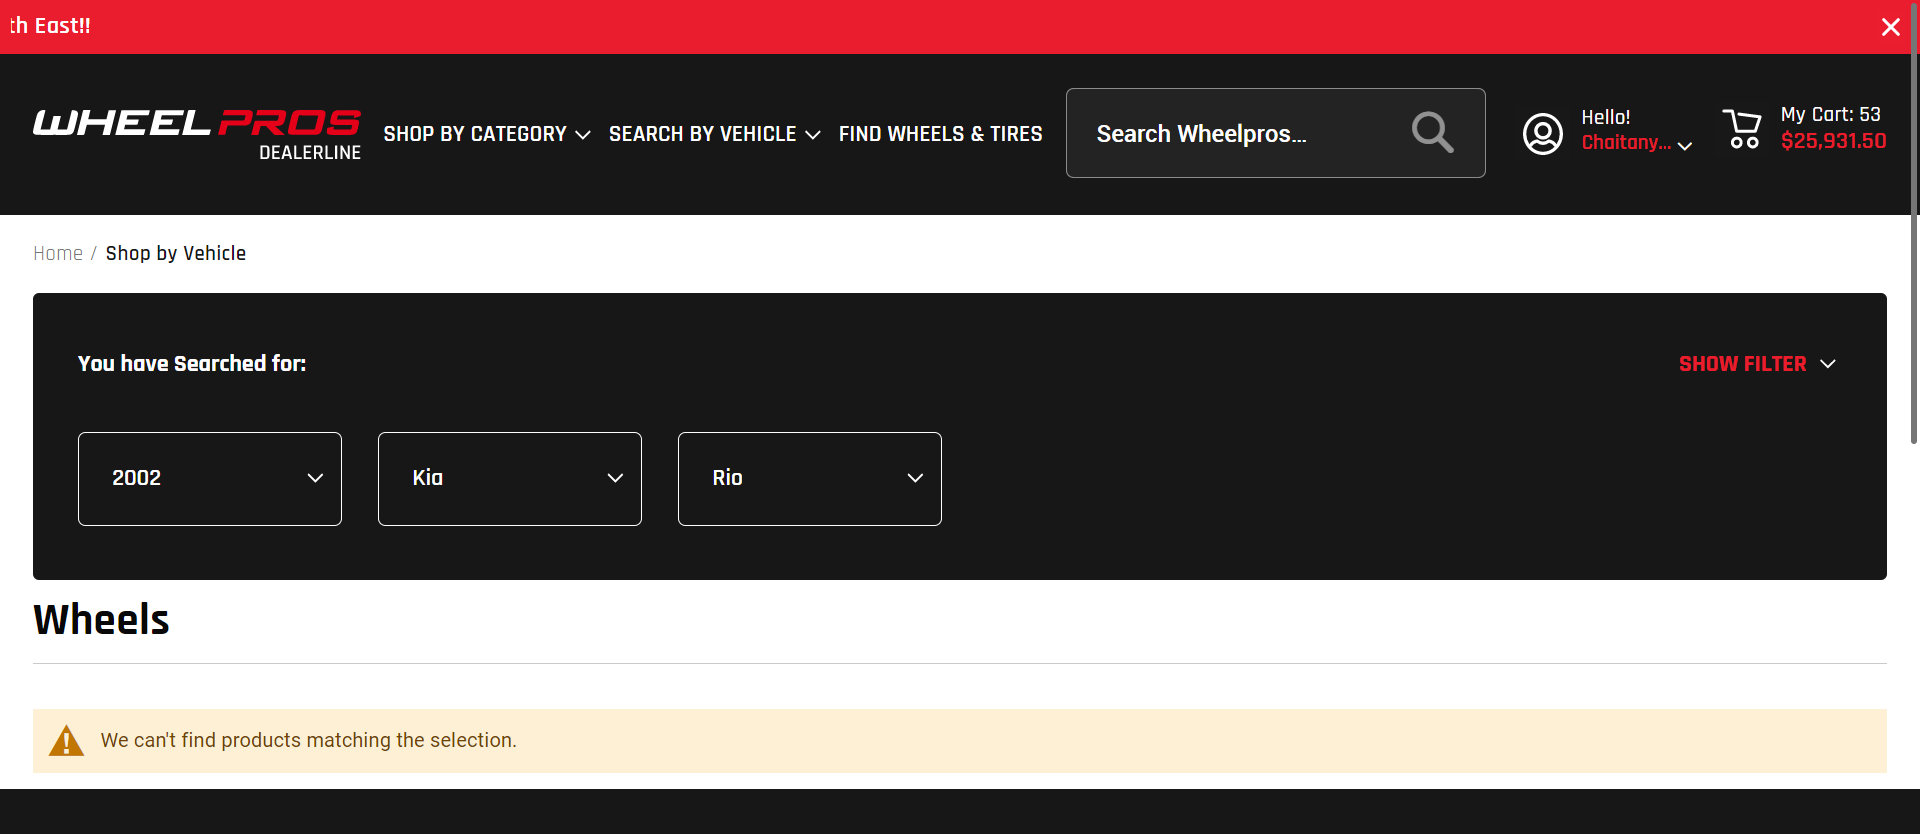 th East!!
WHEEL PROS
DEALERLINE
SHOP BY CATEGORY
SEARCH BY VEHICLE
FIND WHEELS & TIRES
Search Wheelpros...
Hello!
Chaitany...
My Cart: 53
$25,931.50
Home / Shop by Vehicle
You have Searched for:
SHOW FILTER
2002
Kia
Rio
Wheels
We can't find products matching the selection.